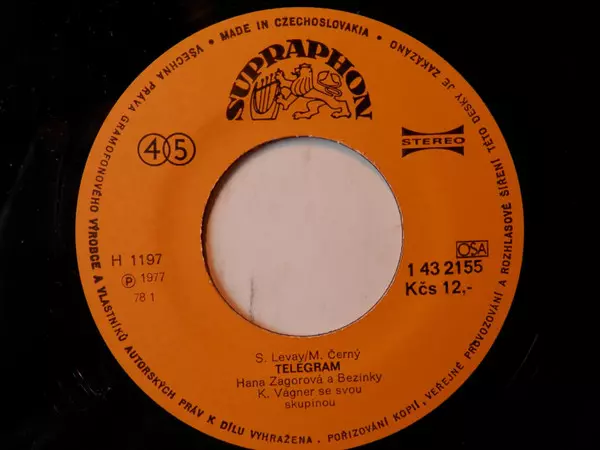 VŠECHNA PRÁVA GRAMOFONOVÉHO VÝROBCE A VLASTNÍKŮ AUTORSKÝCH PRÁV K DÍLU VYHRAŽENA. POŘIZOVÁNÍ KOPIÍ, VEŘEJNÉ PROVOZOVÁNÍ A ROZHLASOVÉ ŠÍŘENÍ TÉTO DESKY JE ZAKÁZÁNO • MADE IN CZECHOSLOVAKIA •
SUPRAPHON
45
STEREO
H 1197
℗ 1977
78 1
OSA
1 43 2155
Kčs 12,-
S. Levay/M. Černý
TELEGRAM
Hana Zagorová a Bezinky
K. Vágner se svou
skupinou